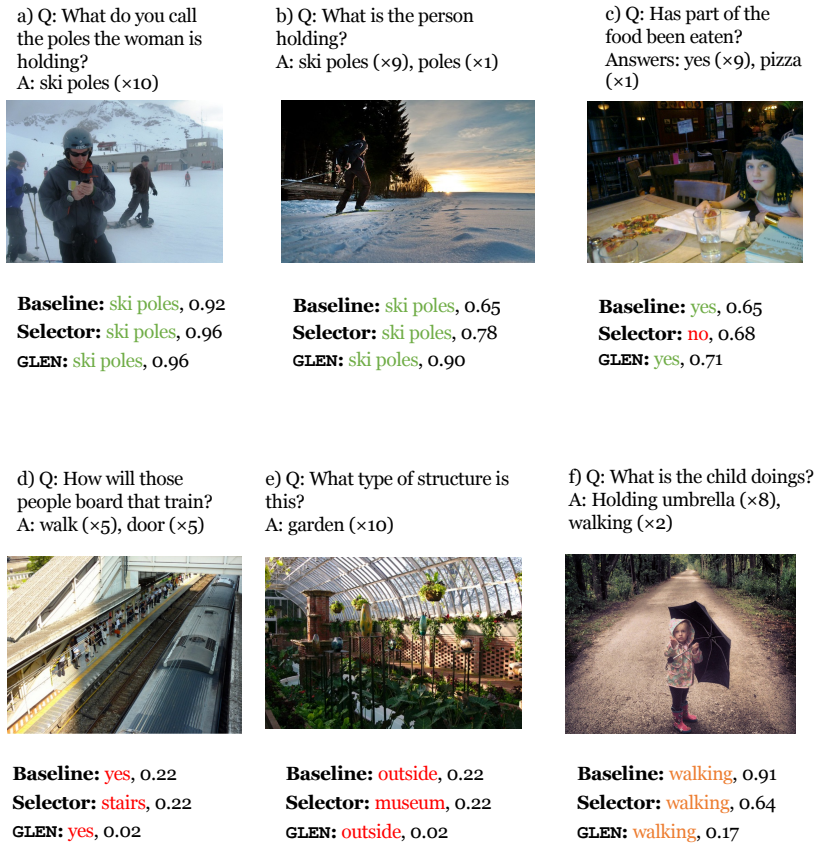 a) Q: What do you call
the poles the woman is
holding?
A: ski poles (×10)
b) Q: What is the person
holding?
A: ski poles (×9), poles (×1)
c) Q: Has part of the
food been eaten?
Answers: yes (×9), pizza
(×1)
Baseline: ski poles, 0.92
Selector: ski poles, 0.96
GLEN: ski poles, 0.96
Baseline: ski poles, 0.65
Selector: ski poles, 0.78
GLEN: ski poles, 0.90
Baseline: yes, 0.65
Selector: no, 0.68
GLEN: yes, 0.71
d) Q: How will those
people board that train?
A: walk (×5), door (×5)
e) Q: What type of structure is
this?
A: garden (×10)
f) Q: What is the child doings?
A: Holding umbrella (×8),
walking (×2)
Baseline: yes, 0.22
Selector: stairs, 0.22
GLEN: yes, 0.02
Baseline: outside, 0.22
Selector: museum, 0.22
GLEN: outside, 0.02
Baseline: walking, 0.91
Selector: walking, 0.64
GLEN: walking, 0.17